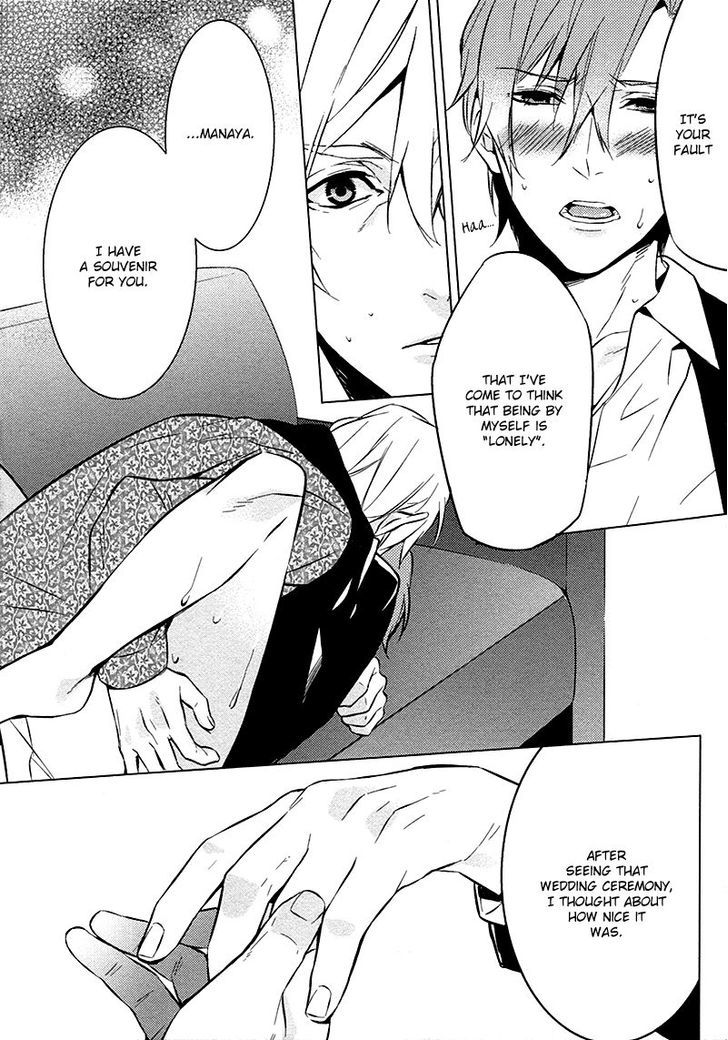 IT'S
YOUR
FAULT
Haa...
THAT I'VE
COME TO THINK
THAT BEING BY
MYSELF IS
"LONELY".
...MANAYA.
I HAVE
A SOUVENIR
FOR YOU.
AFTER
SEEING THAT
WEDDING CEREMONY,
I THOUGHT ABOUT
HOW NICE IT
WAS.